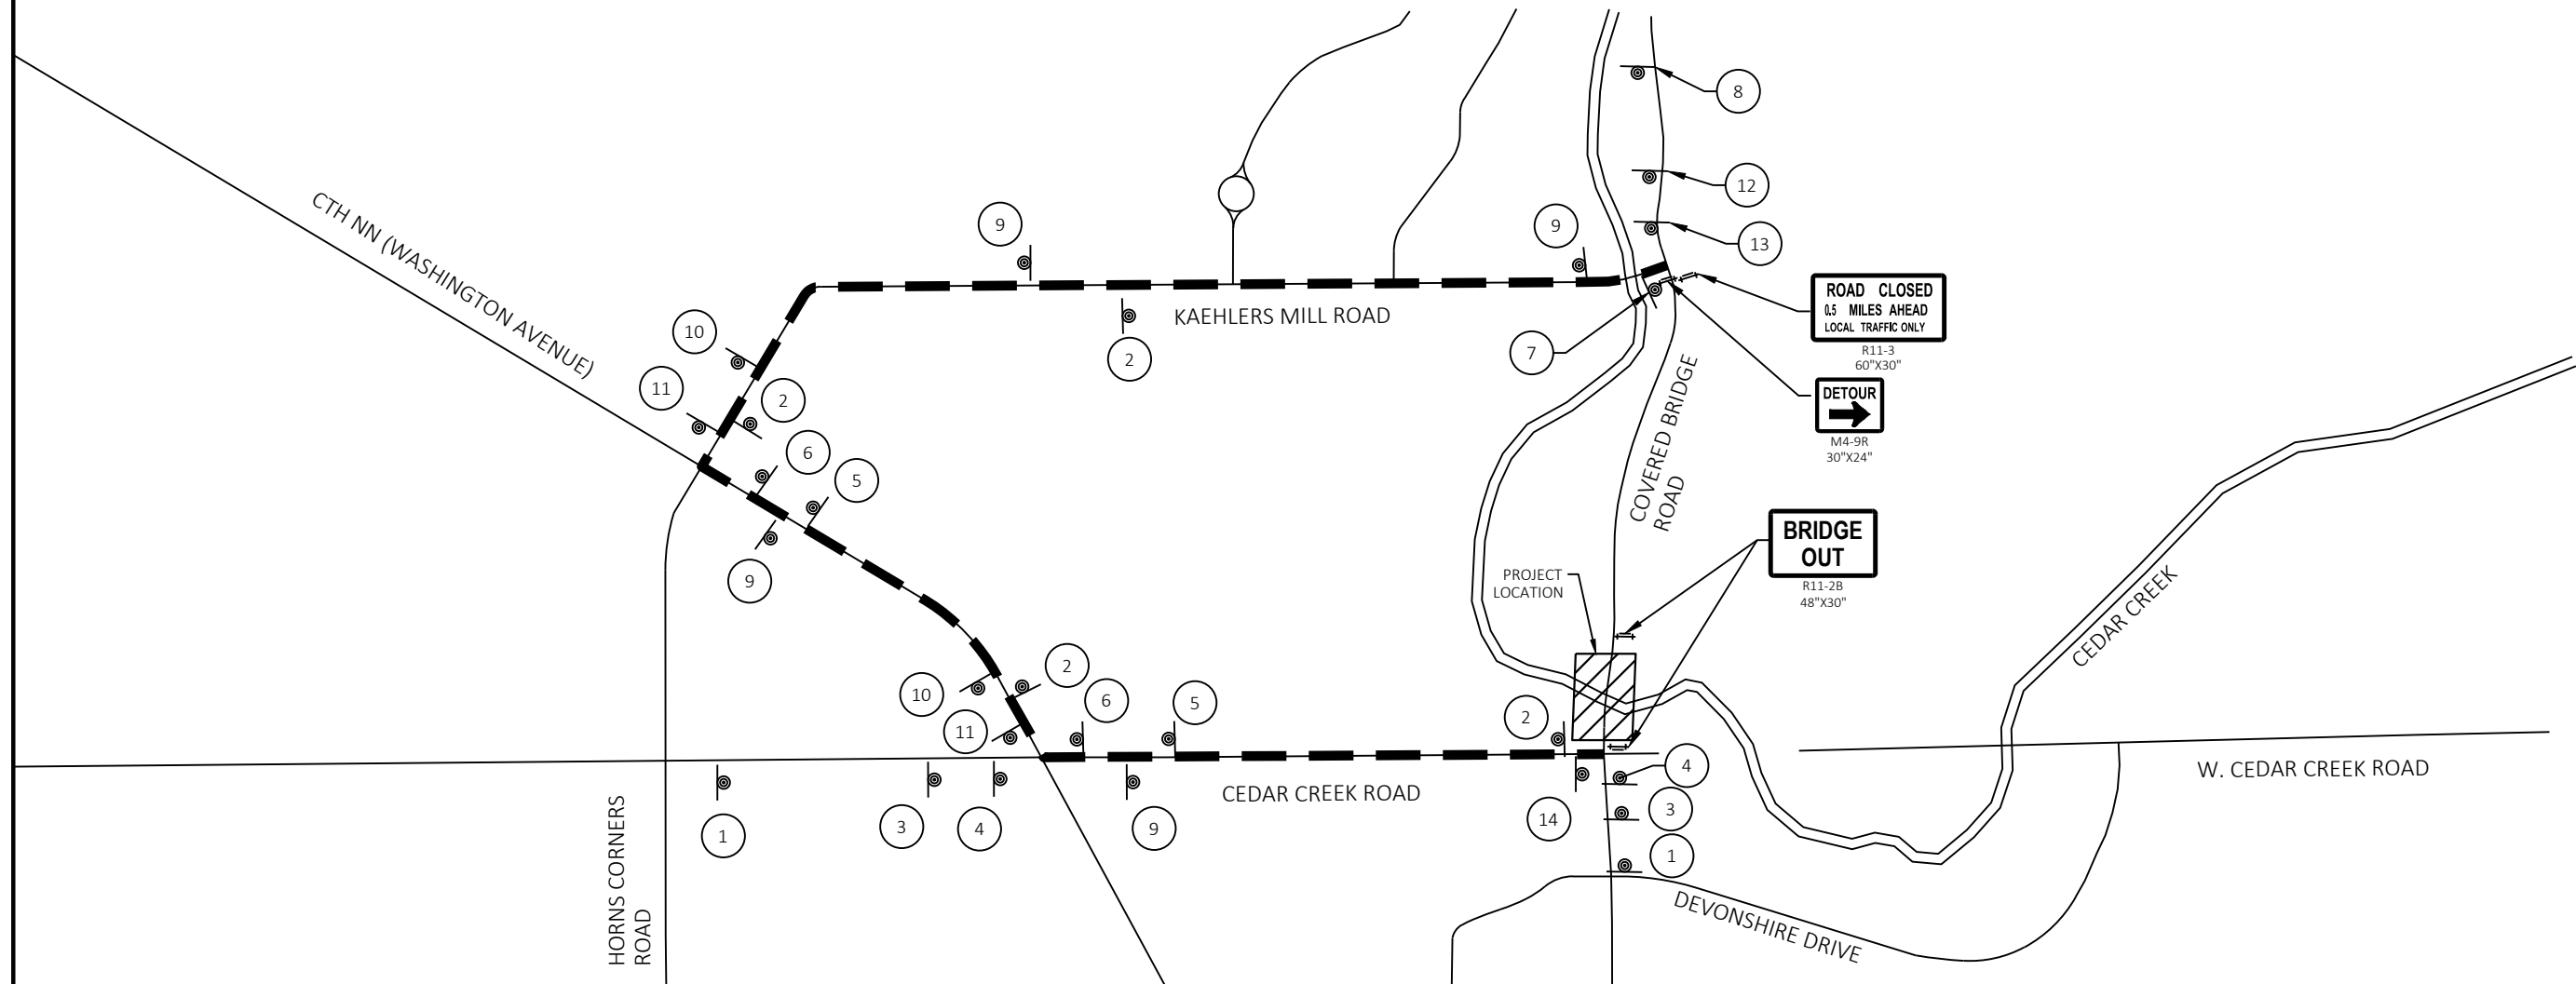 8
12
13
9
9
CTH NN (WASHINGTON AVENUE)
KAEHLERS MILL ROAD
10
2
7
ROAD CLOSED
0.5 MILES AHEAD
LOCAL TRAFFIC ONLY
R11-3
60"X30"
11
2
DETOUR
M4-9R
30"X24"
6
5
COVERED BRIDGE
ROAD
9
BRIDGE
OUT
R11-2B
48"X30"
PROJECT
LOCATION
CEDAR CREEK
2
10
6
5
2
11
4
W. CEDAR CREEK ROAD
CEDAR CREEK ROAD
1
3
4
9
14
3
1
HORNS CORNERS
ROAD
DEVONSHIRE DRIVE